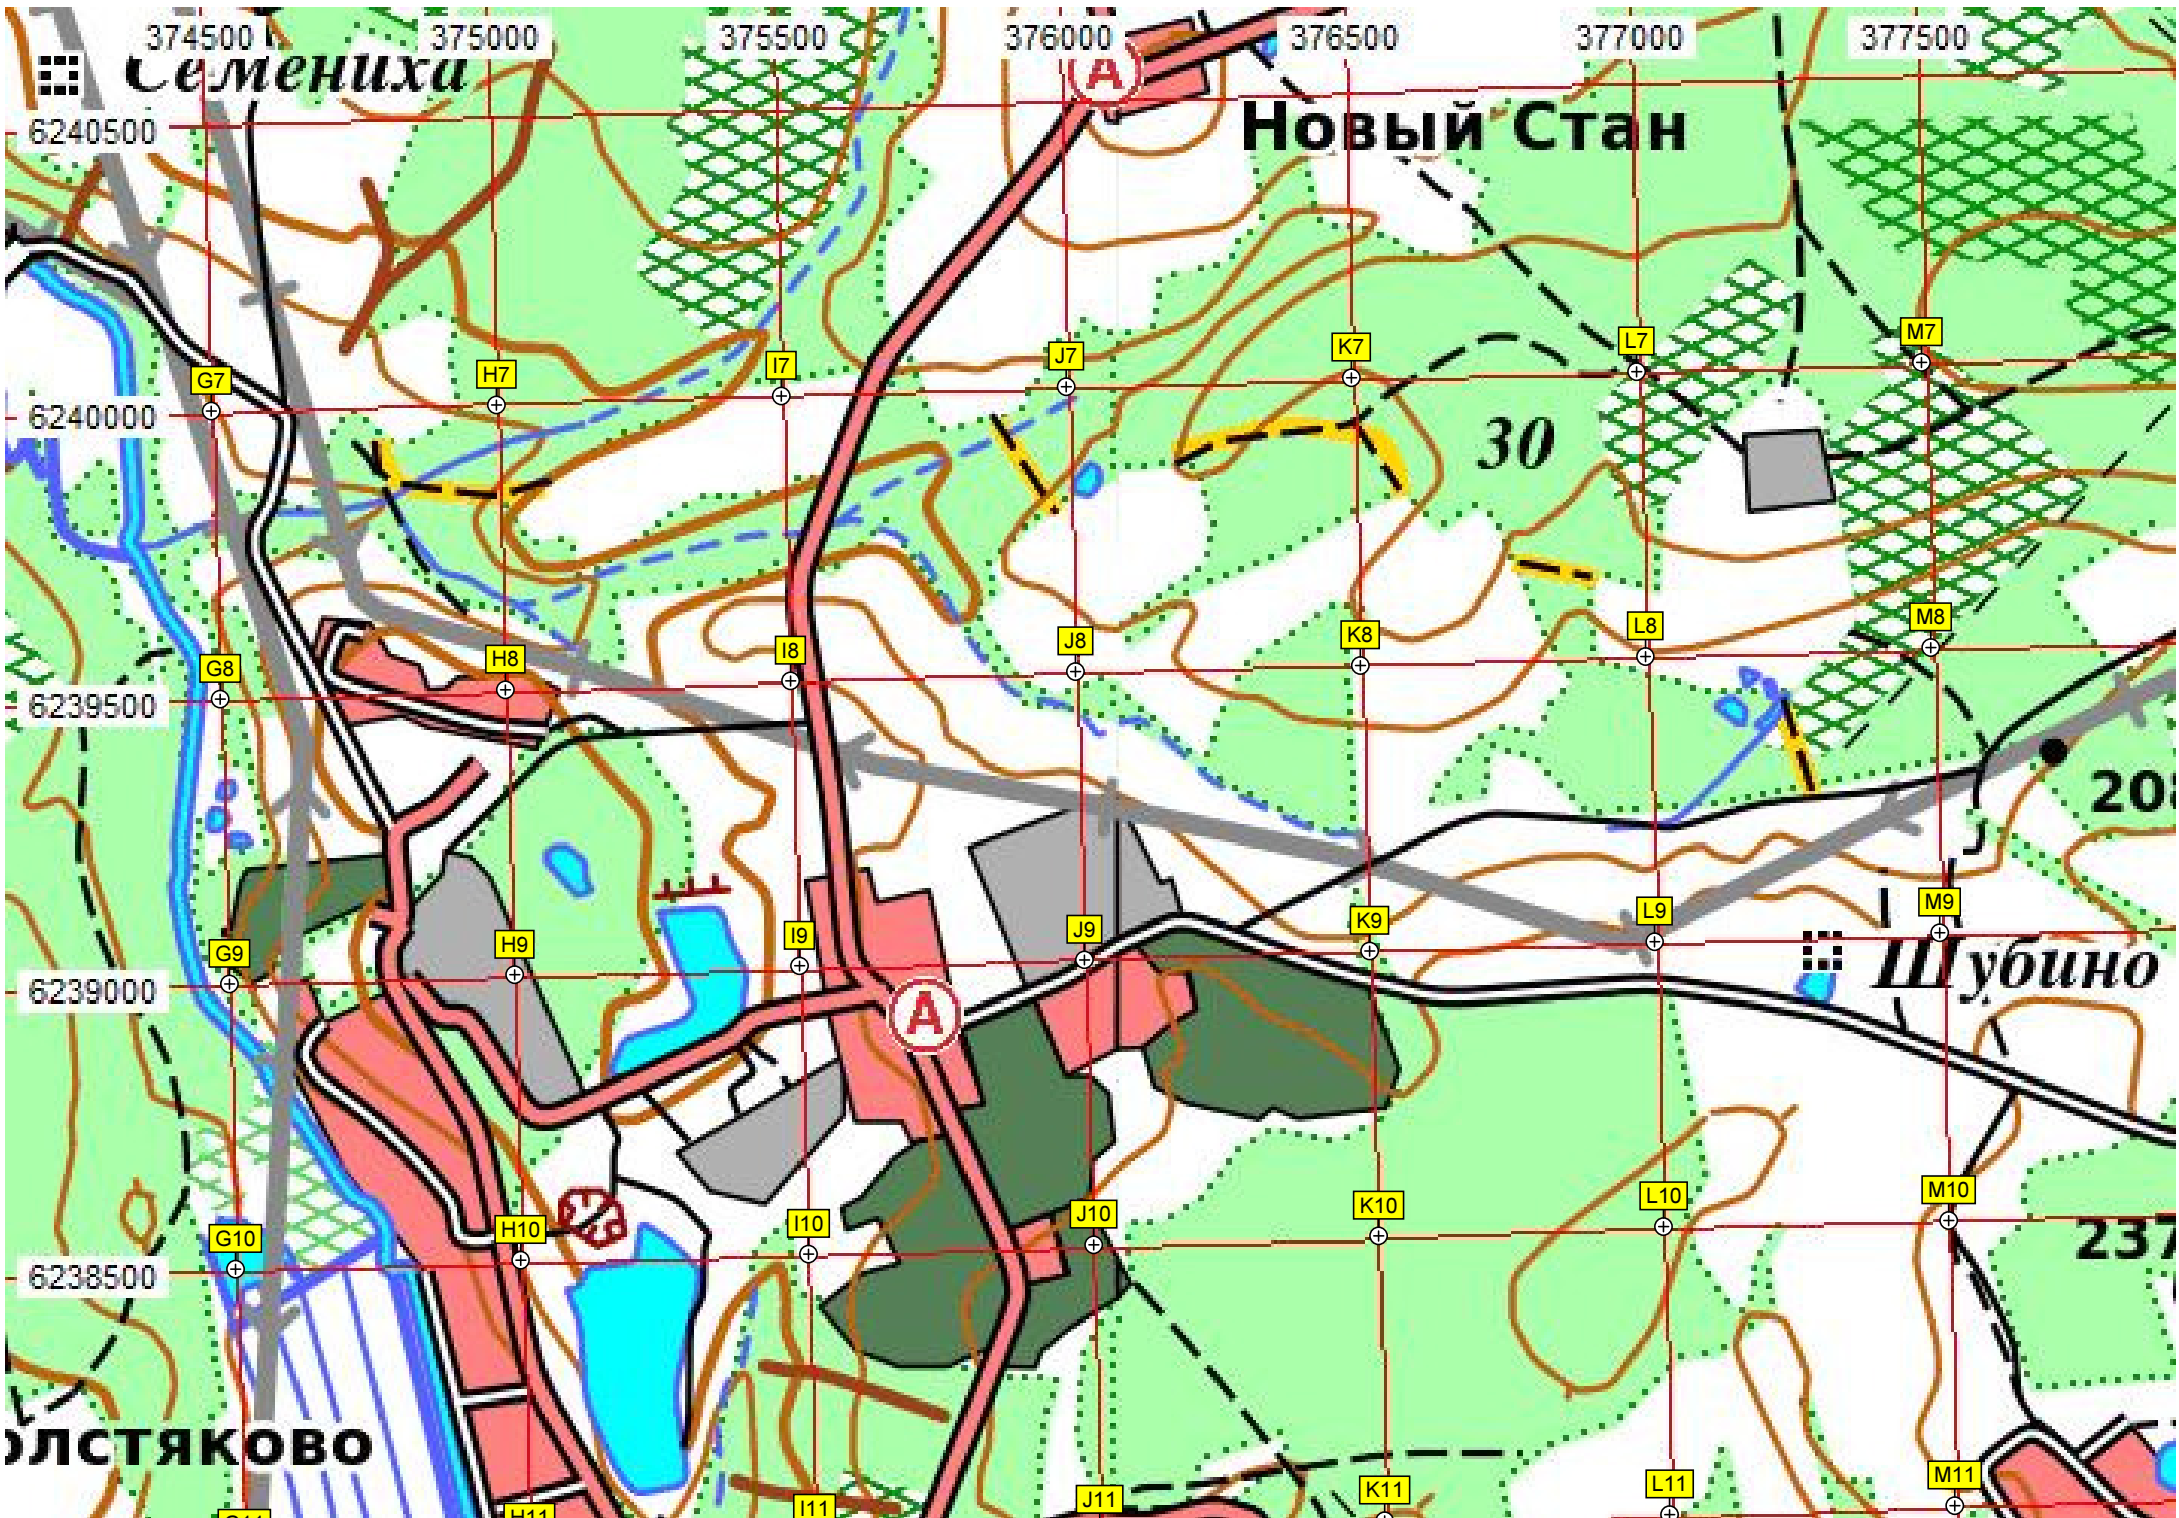 374500 375000 375500 376000 376500 377000 377500
Семениха
А
Новый Стан
6240500
G7 H7 I7 J7 K7 L7 M7
6240000
30
G8 H8 I8 J8 K8 L8 M8
6239500
208
G9 H9 I9 J9 K9 L9 M9
Шубино
6239000
А
G10 H10 I10 J10 K10 L10 M10
237
6238500
олстяково
G11 H11 I11 J11 K11 L11 M11